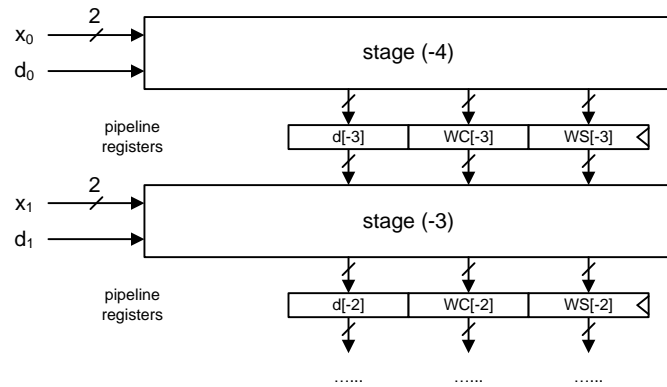 2
x0
stage (-4)
d0
pipeline
registers
d[-3] WC[-3] WS[-3]
2
x1
stage (-3)
d1
pipeline
registers
d[-2] WC[-2] WS[-2]
...... ...... ......